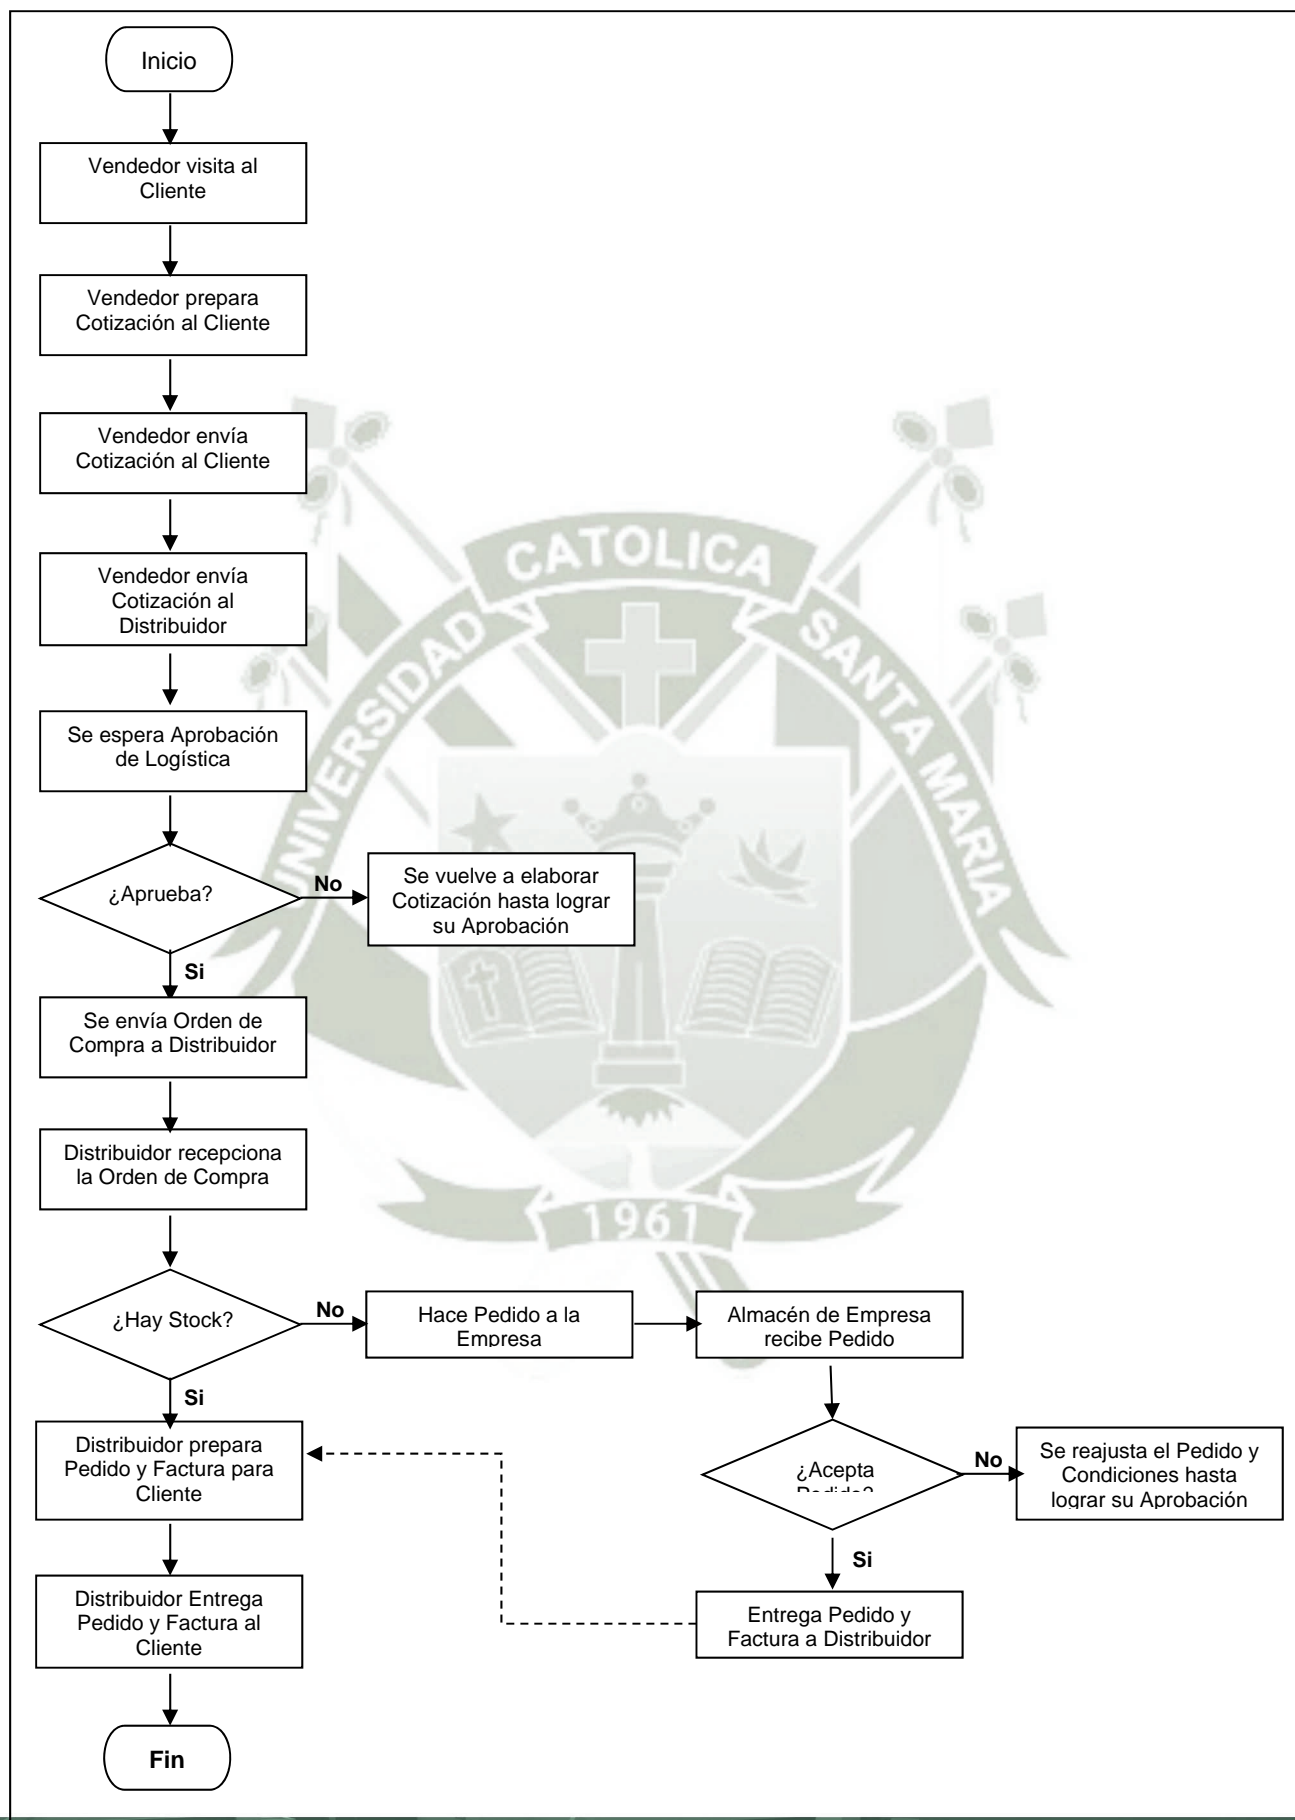 Inicio
Vendedor visita al
Cliente
Vendedor prepara
Cotización al Cliente
Vendedor envía
Cotización al Cliente
Vendedor envía
Cotización al
Distribuidor
Se espera Aprobación
de Logística
¿Aprueba?
No
Se vuelve a elaborar
Cotización hasta lograr
su Aprobación
Si
Se envía Orden de
Compra a Distribuidor
Distribuidor recepciona
la Orden de Compra
¿Hay Stock?
No
Hace Pedido a la
Empresa
Almacén de Empresa
recibe Pedido
Si
Distribuidor prepara
Pedido y Factura para
Cliente
¿Acepta
Pedido?
No
Se reajusta el Pedido y
Condiciones hasta
lograr su Aprobación
Si
Entrega Pedido y
Factura a Distribuidor
Distribuidor Entrega
Pedido y Factura al
Cliente
Fin
UNIVERSIDAD CATOLICA SANTA MARIA
1961